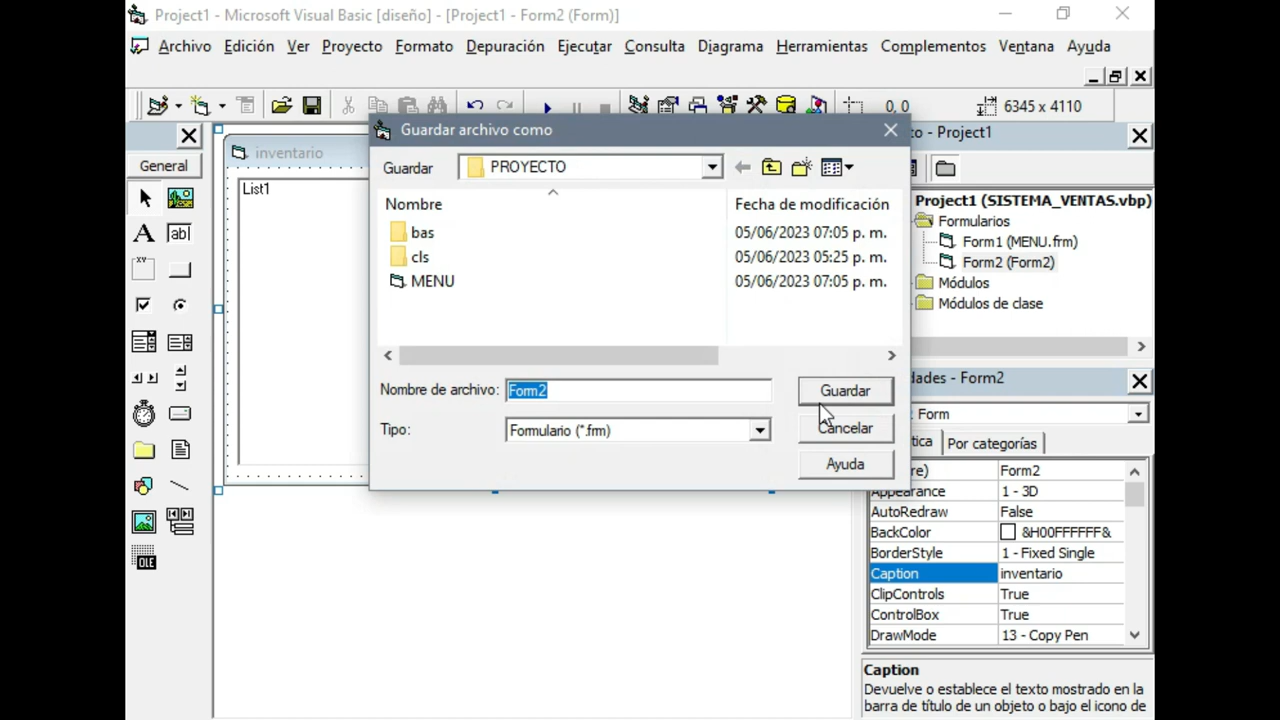 Project1 - Microsoft Visual Basic [diseño] - [Project1 - Form2 (Form)]
Archivo Edición Ver Proyecto Formato Depuración Ejecutar Consulta Diagrama Herramientas Complementos Ventana Ayuda
0, 0 6345 x 4110
General
inventario
List1
Guardar archivo como
Guardar PROYECTO
Nombre Fecha de modificación
bas 05/06/2023 07:05 p. m.
cls 05/06/2023 05:25 p. m.
MENU 05/06/2023 07:05 p. m.
Nombre de archivo: Form2 Guardar
Tipo: Formulario (*.frm) Cancelar
Ayuda
to - Project1
Project1 (SISTEMA_VENTAS.vbp)
Formularios
Form1 (MENU.frm)
Form2 (Form2)
Módulos
Módulos de clase
dades - Form2
Form
tica Por categorías
re) Form2
Appearance 1 - 3D
AutoRedraw False
BackColor &H00FFFFFF&
BorderStyle 1 - Fixed Single
Caption inventario
ClipControls True
ControlBox True
DrawMode 13 - Copy Pen
Caption
Devuelve o establece el texto mostrado en la
barra de título de un objeto o bajo el icono de
A ab|
XY
OLE